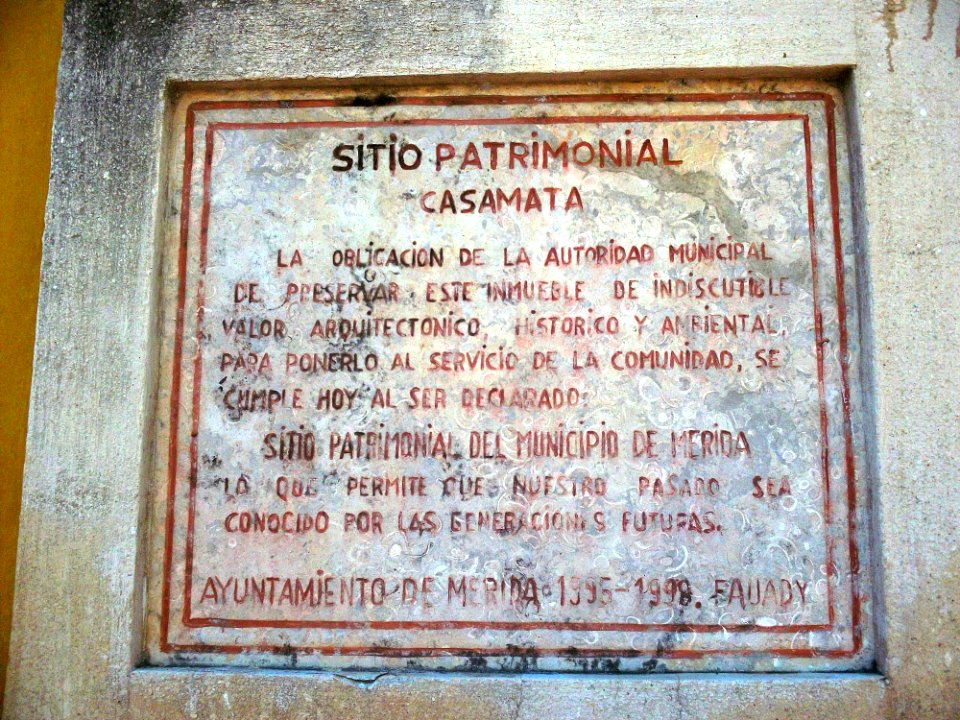 SITIO PATRIMONIAL
CASAMATA
LA OBLIGACION DE LA AUTORIDAD MUNICIPAL
DE PRESERVAR ESTE INMUEBLE DE INDISCUTIBLE
VALOR ARQUITECTONICO, HISTORICO Y AMBIENTAL,
PARA PONERLO AL SERVICIO DE LA COMUNIDAD, SE
CUMPLE HOY AL SER DECLARADO:
SITIO PATRIMONIAL DEL MUNICIPIO DE MERIDA
LO QUE PERMITE QUE NUESTRO PASADO SEA
CONOCIDO POR LAS GENERACIONES FUTURAS.
AYUNTAMIENTO DE MERIDA 1995-1998. FAUADY